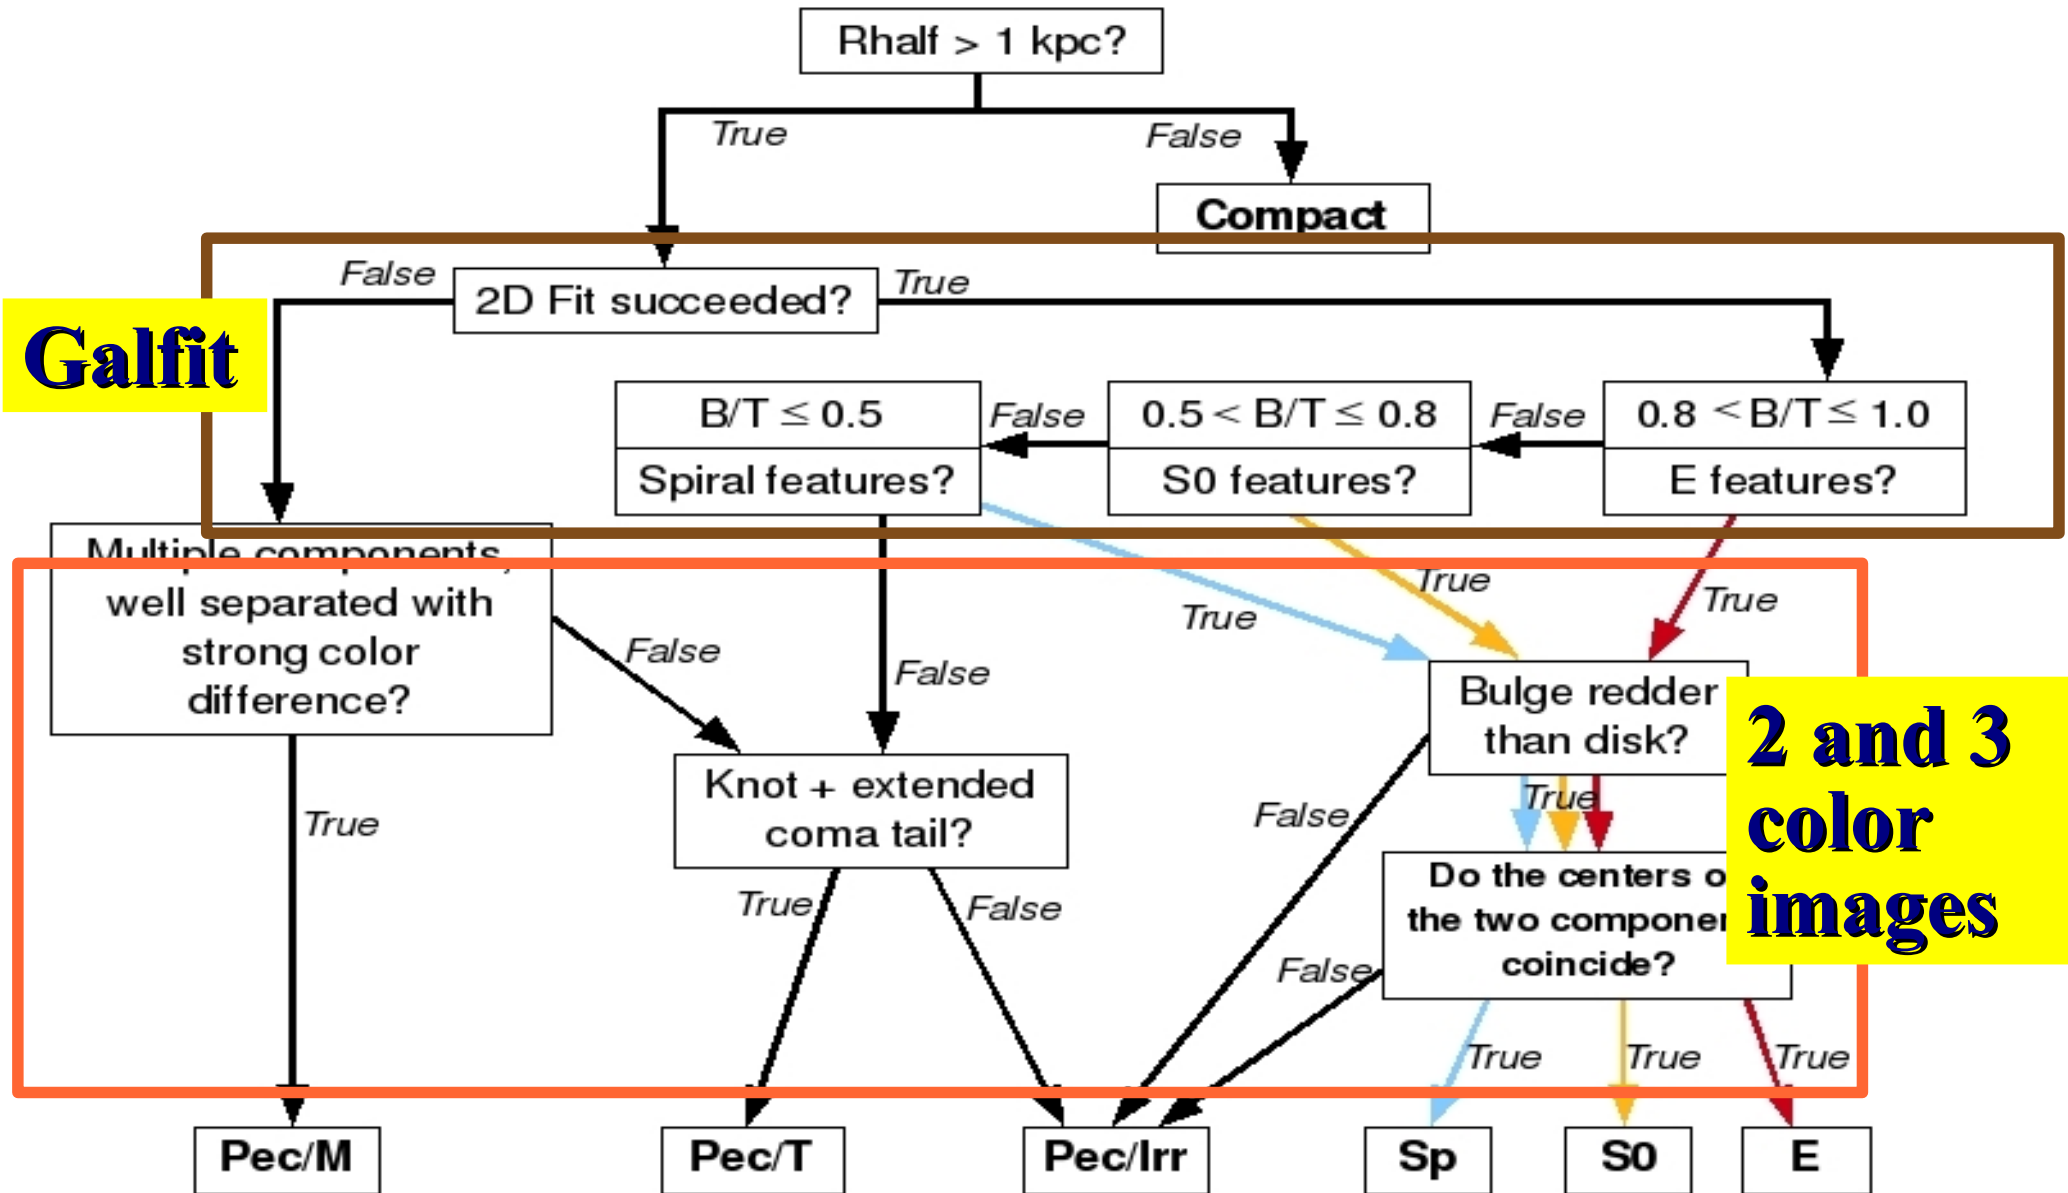 Rhalf > 1 kpc?
True
False
Compact
False
2D Fit succeeded?
True
Galfit
B/T ≤ 0.5
False
0.5 < B/T ≤ 0.8
False
0.8 < B/T ≤ 1.0
Spiral features?
S0 features?
E features?
Multiple components,
well separated with
strong color
difference?
True
True
True
False
False
Bulge redder
than disk?
2 and 3
color
images
Knot + extended
coma tail?
True
False
True
Do the centers
the two
coincide?
True
False
False
True
True
True
Pec/M
Pec/T
Pec/Irr
Sp
S0
E